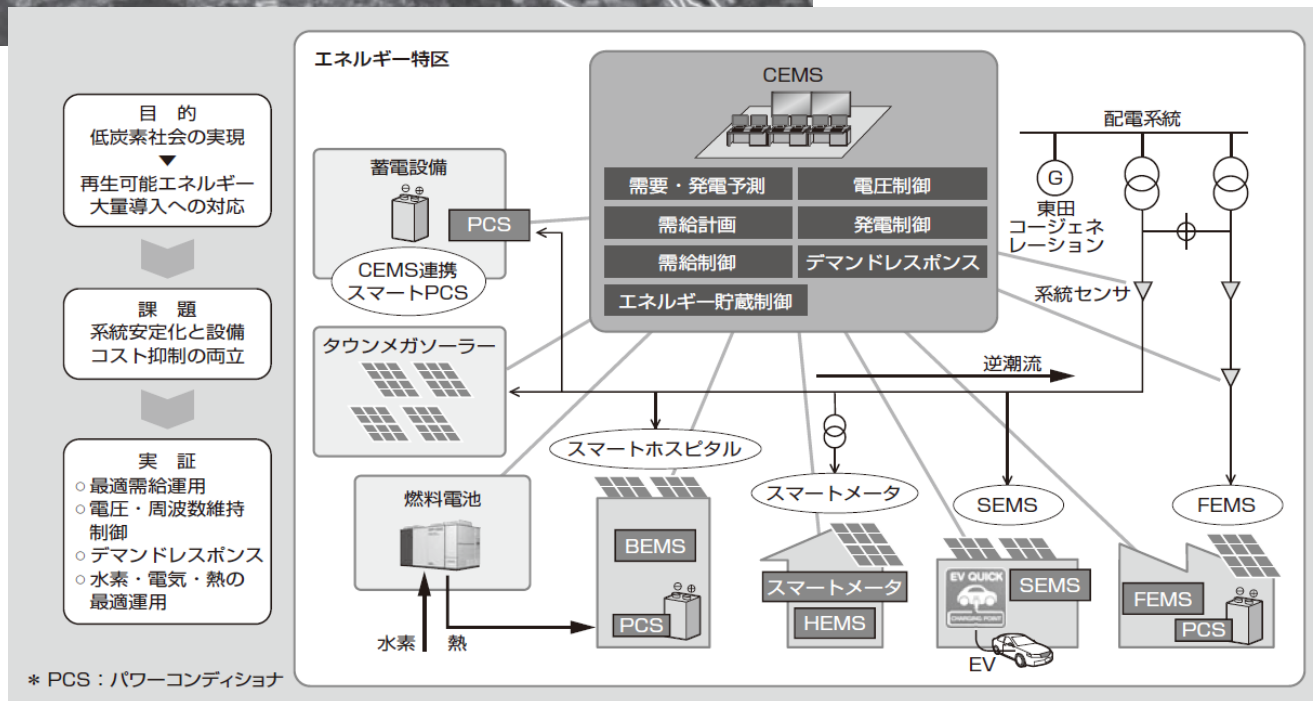 目　的
低炭素社会の実現
▼
再生可能エネルギー
大量導入への対応
課　題
系統安定化と設備
コスト抑制の両立
実　証
○最適需給運用
○電圧・周波数維持
制御
○デマンドレスポンス
○水素・電気・熱の
最適運用
＊PCS：パワーコンディショナ
エネルギー特区
CEMS
需要・発電予測
電圧制御
需給計画
発電制御
需給制御
デマンドレスポンス
エネルギー貯蔵制御
蓄電設備
⊖ ⊕
PCS
CEMS連携
スマートPCS
タウンメガソーラー
燃料電池
水素
熱
配電系統
G
東田
コージェネ
レーション
系統センサ
逆潮流
スマートホスピタル
スマートメータ
SEMS
FEMS
BEMS
⊖ ⊕
PCS
スマートメータ
HEMS
EV QUICK
CHARGING POINT
SEMS
EV
FEMS
⊖ ⊕
PCS